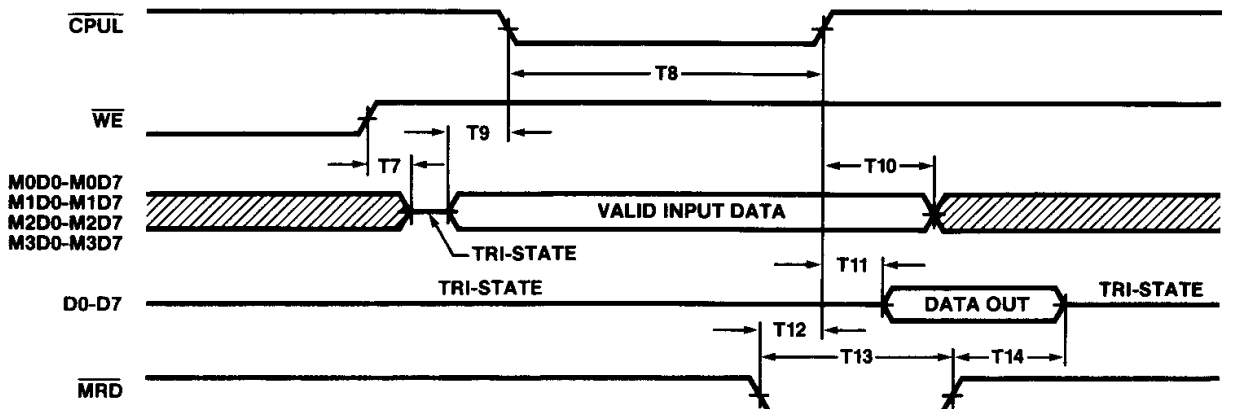 CPUL
T8
WE
T9
T7
T10
M0D0-M0D7
M1D0-M1D7
M2D0-M2D7
M3D0-M3D7
VALID INPUT DATA
TRI-STATE
T11
TRI-STATE
D0-D7
DATA OUT
TRI-STATE
T12
T13
T14
MRD